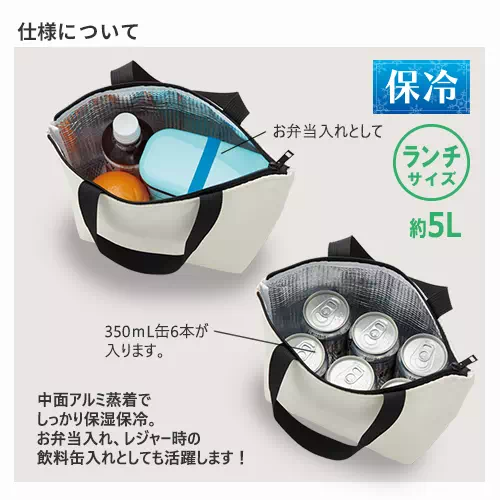 仕様について
保冷
お弁当入れとして
ランチ
サイズ
約5L
350mL缶6本が
入ります。
中面アルミ蒸着で
しっかり保湿保冷。
お弁当入れ、レジャー時の
飲料缶入れとしても活躍します！